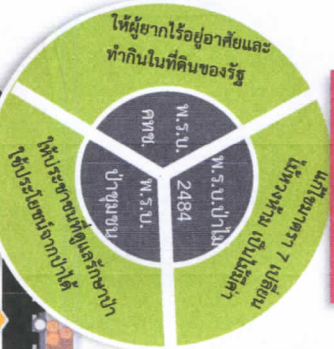 ให้ผู้ยากไร้อยู่อาศัยและ
ทำกินในที่ดินของรัฐ
พ.ร.บ.
คทช.
พ.ร.บ.ป่าไม้
2484
พ.ร.บ.
ป่าชุมชน
แก้ไขมาตรา 7 เปลี่ยน
ไม้หวงห้าม เป็นไม้มีค่า
ให้ประชาชนที่ดูแลรักษาป่า
ใช้ประโยชน์จากป่าได้